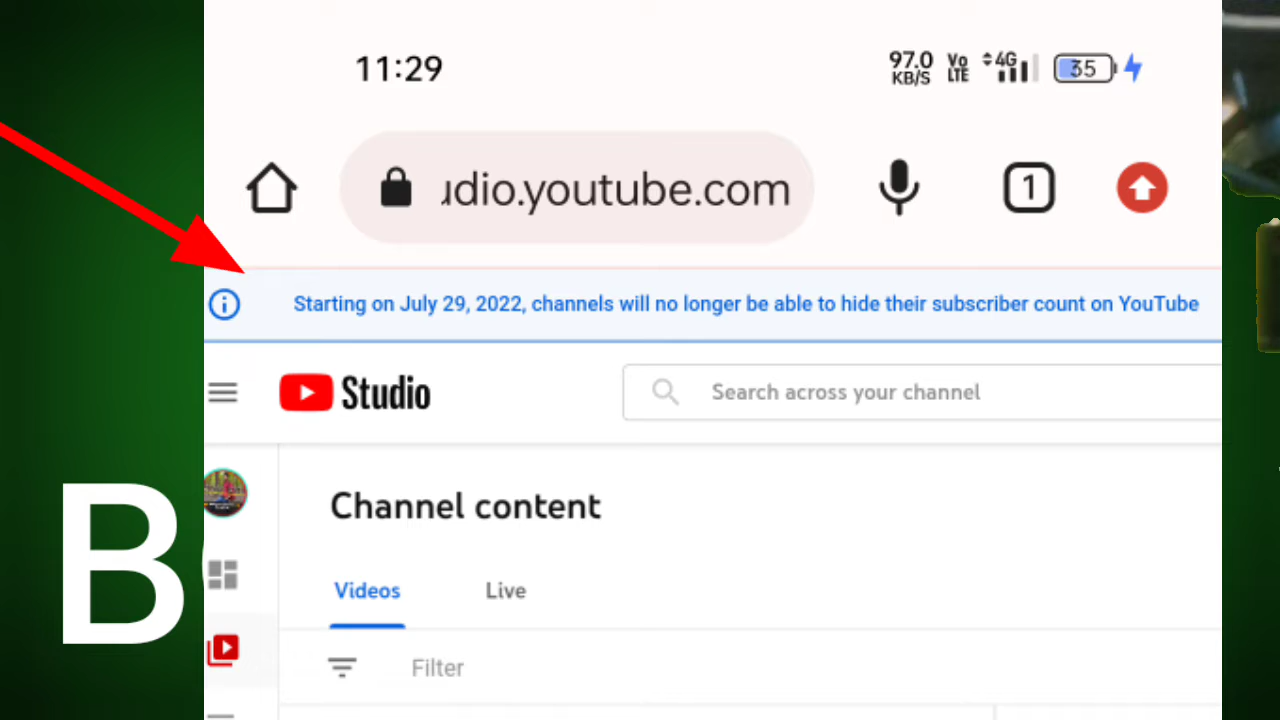 11:29
97.0
KB/S
Vo
LTE
4G
35
udio.youtube.com
1
Starting on July 29, 2022, channels will no longer be able to hide their subscriber count on YouTube
Studio
Search across your channel
Channel content
Videos
Live
Filter
B